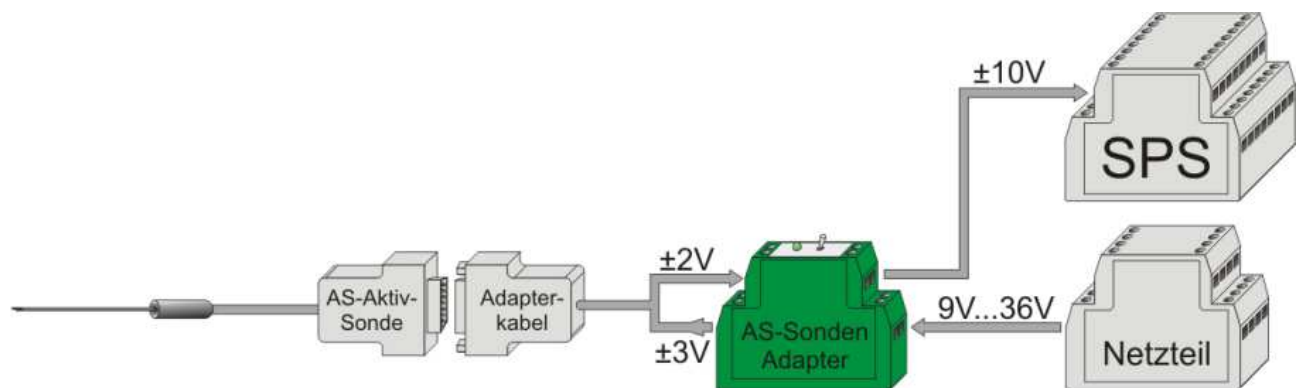 ±10V
SPS
AS-Aktiv-
Sonde
Adapter-
kabel
±2V
±3V
AS-Sonden
Adapter
9V...36V
Netzteil